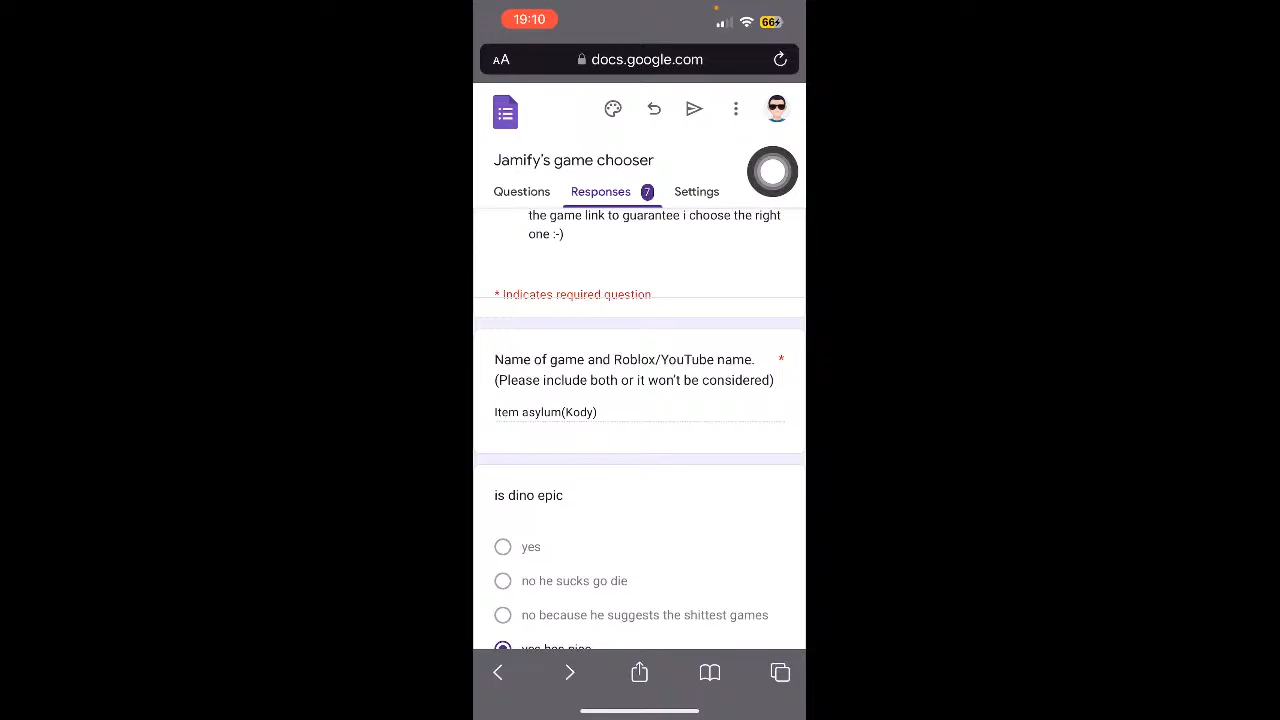 19:10
66
AA docs.google.com
Jamify's game chooser
Questions Responses 7 Settings
the game link to guarantee i choose the right
one :-)
* Indicates required question
Name of game and Roblox/YouTube name. *
(Please include both or it won't be considered)
Item asylum(Kody)
is dino epic
yes
no he sucks go die
no because he suggests the shittest games